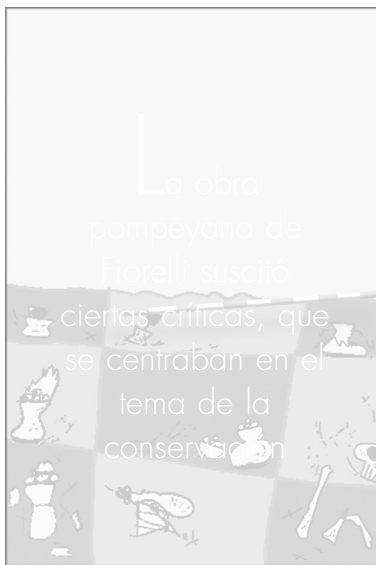 La obra
pompeyana de
Fiorelli suscitó
ciertas críticas, que
se centraban en el
tema de la
conservación